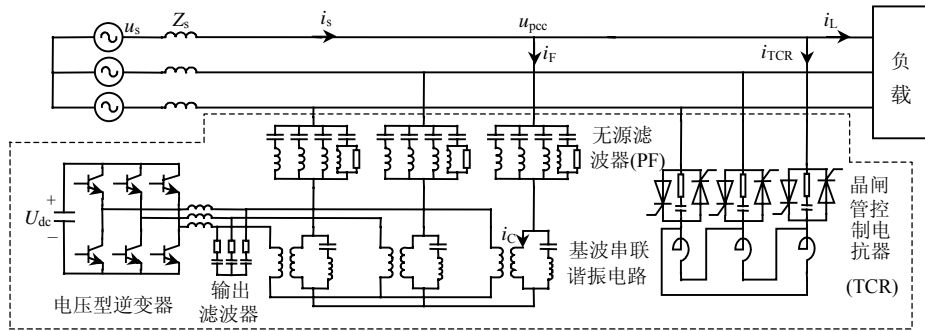 u_s Z_s i_s u_pcc i_L
i_F i_TCR
负
载
无源滤
波器(PF)
晶闸
管控
制电
抗器
(TCR)
+
U_dc
−
i_C
基波串联
谐振电路
电压型逆变器
输出
滤波器